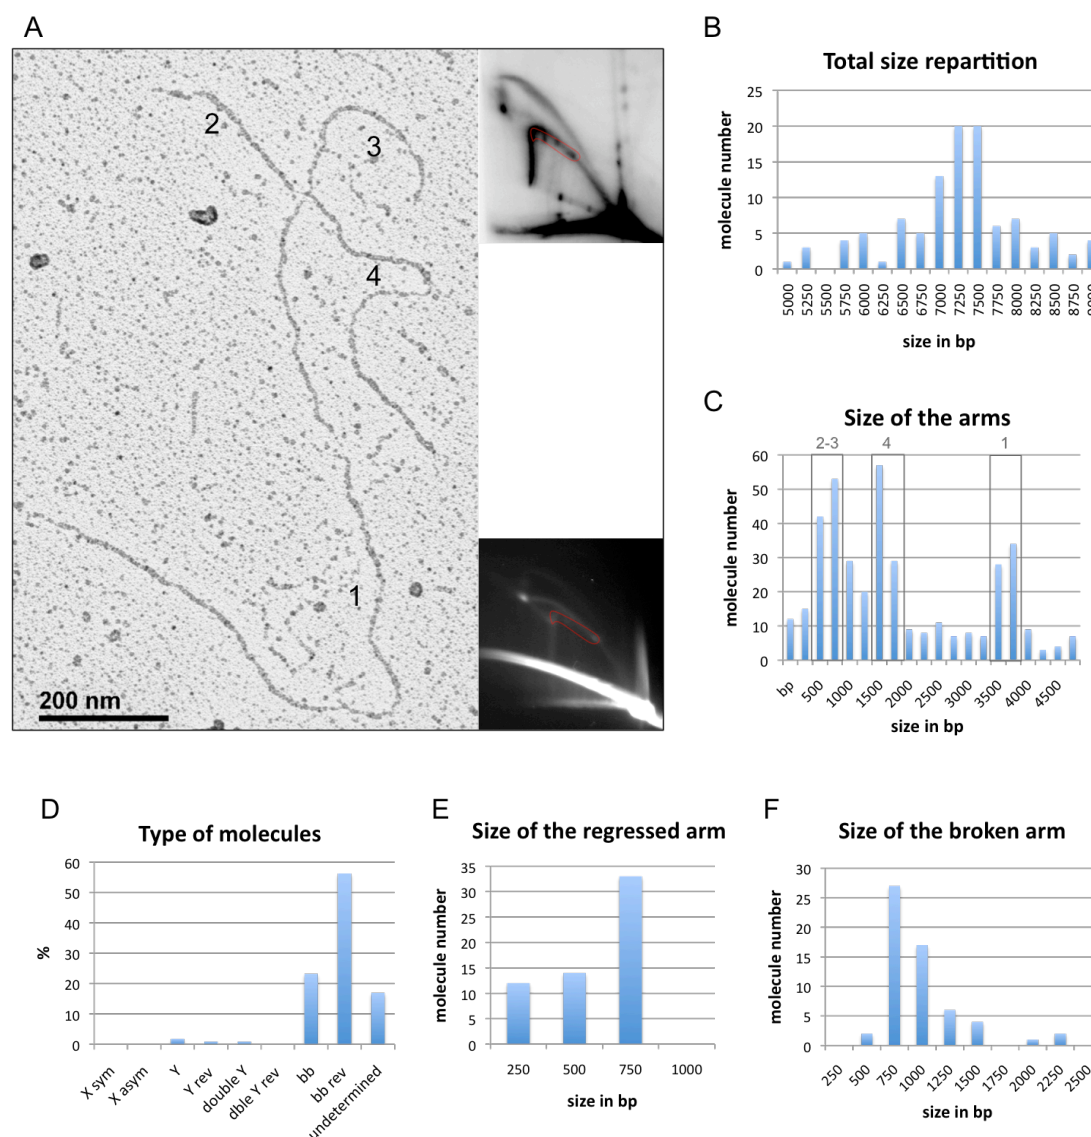 A
2
3
4
1
200 nm
B
Total size repartition
molecule number
25
20
15
10
5
0
5000
5250
5500
5750
6000
6250
6500
6750
7000
7250
7500
7750
8000
8250
8500
8750
size in bp
C
Size of the arms
2-3
4
1
molecule number
60
50
40
30
20
10
0
bp
500
1000
1500
2000
2500
3000
3500
4000
4500
size in bp
D
Type of molecules
%
60
50
40
30
20
10
0
X sym
X asym
Y
Y rev
double Y
dble Y rev
bb
bb rev
undetermined
E
Size of the regressed arm
molecule number
35
30
25
20
15
10
5
0
250
500
750
1000
size in bp
F
Size of the broken arm
molecule number
30
25
20
15
10
5
0
250
500
750
1000
1250
1500
1750
2000
2250
2500
size in bp